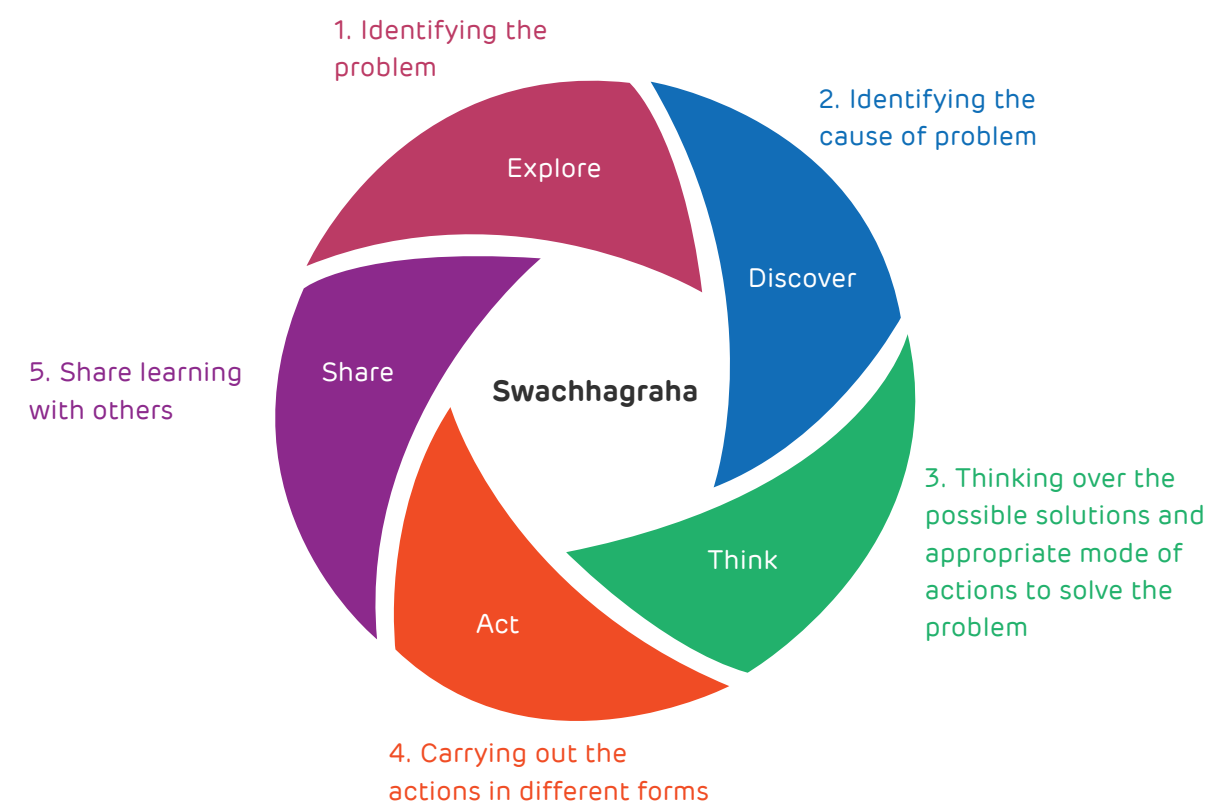 1. Identifying the
problem
Explore
2. Identifying the
cause of problem
Discover
3. Thinking over the
possible solutions and
appropriate mode of
actions to solve the
problem
Think
4. Carrying out the
actions in different forms
Act
5. Share learning
with others
Share
Swachhagraha